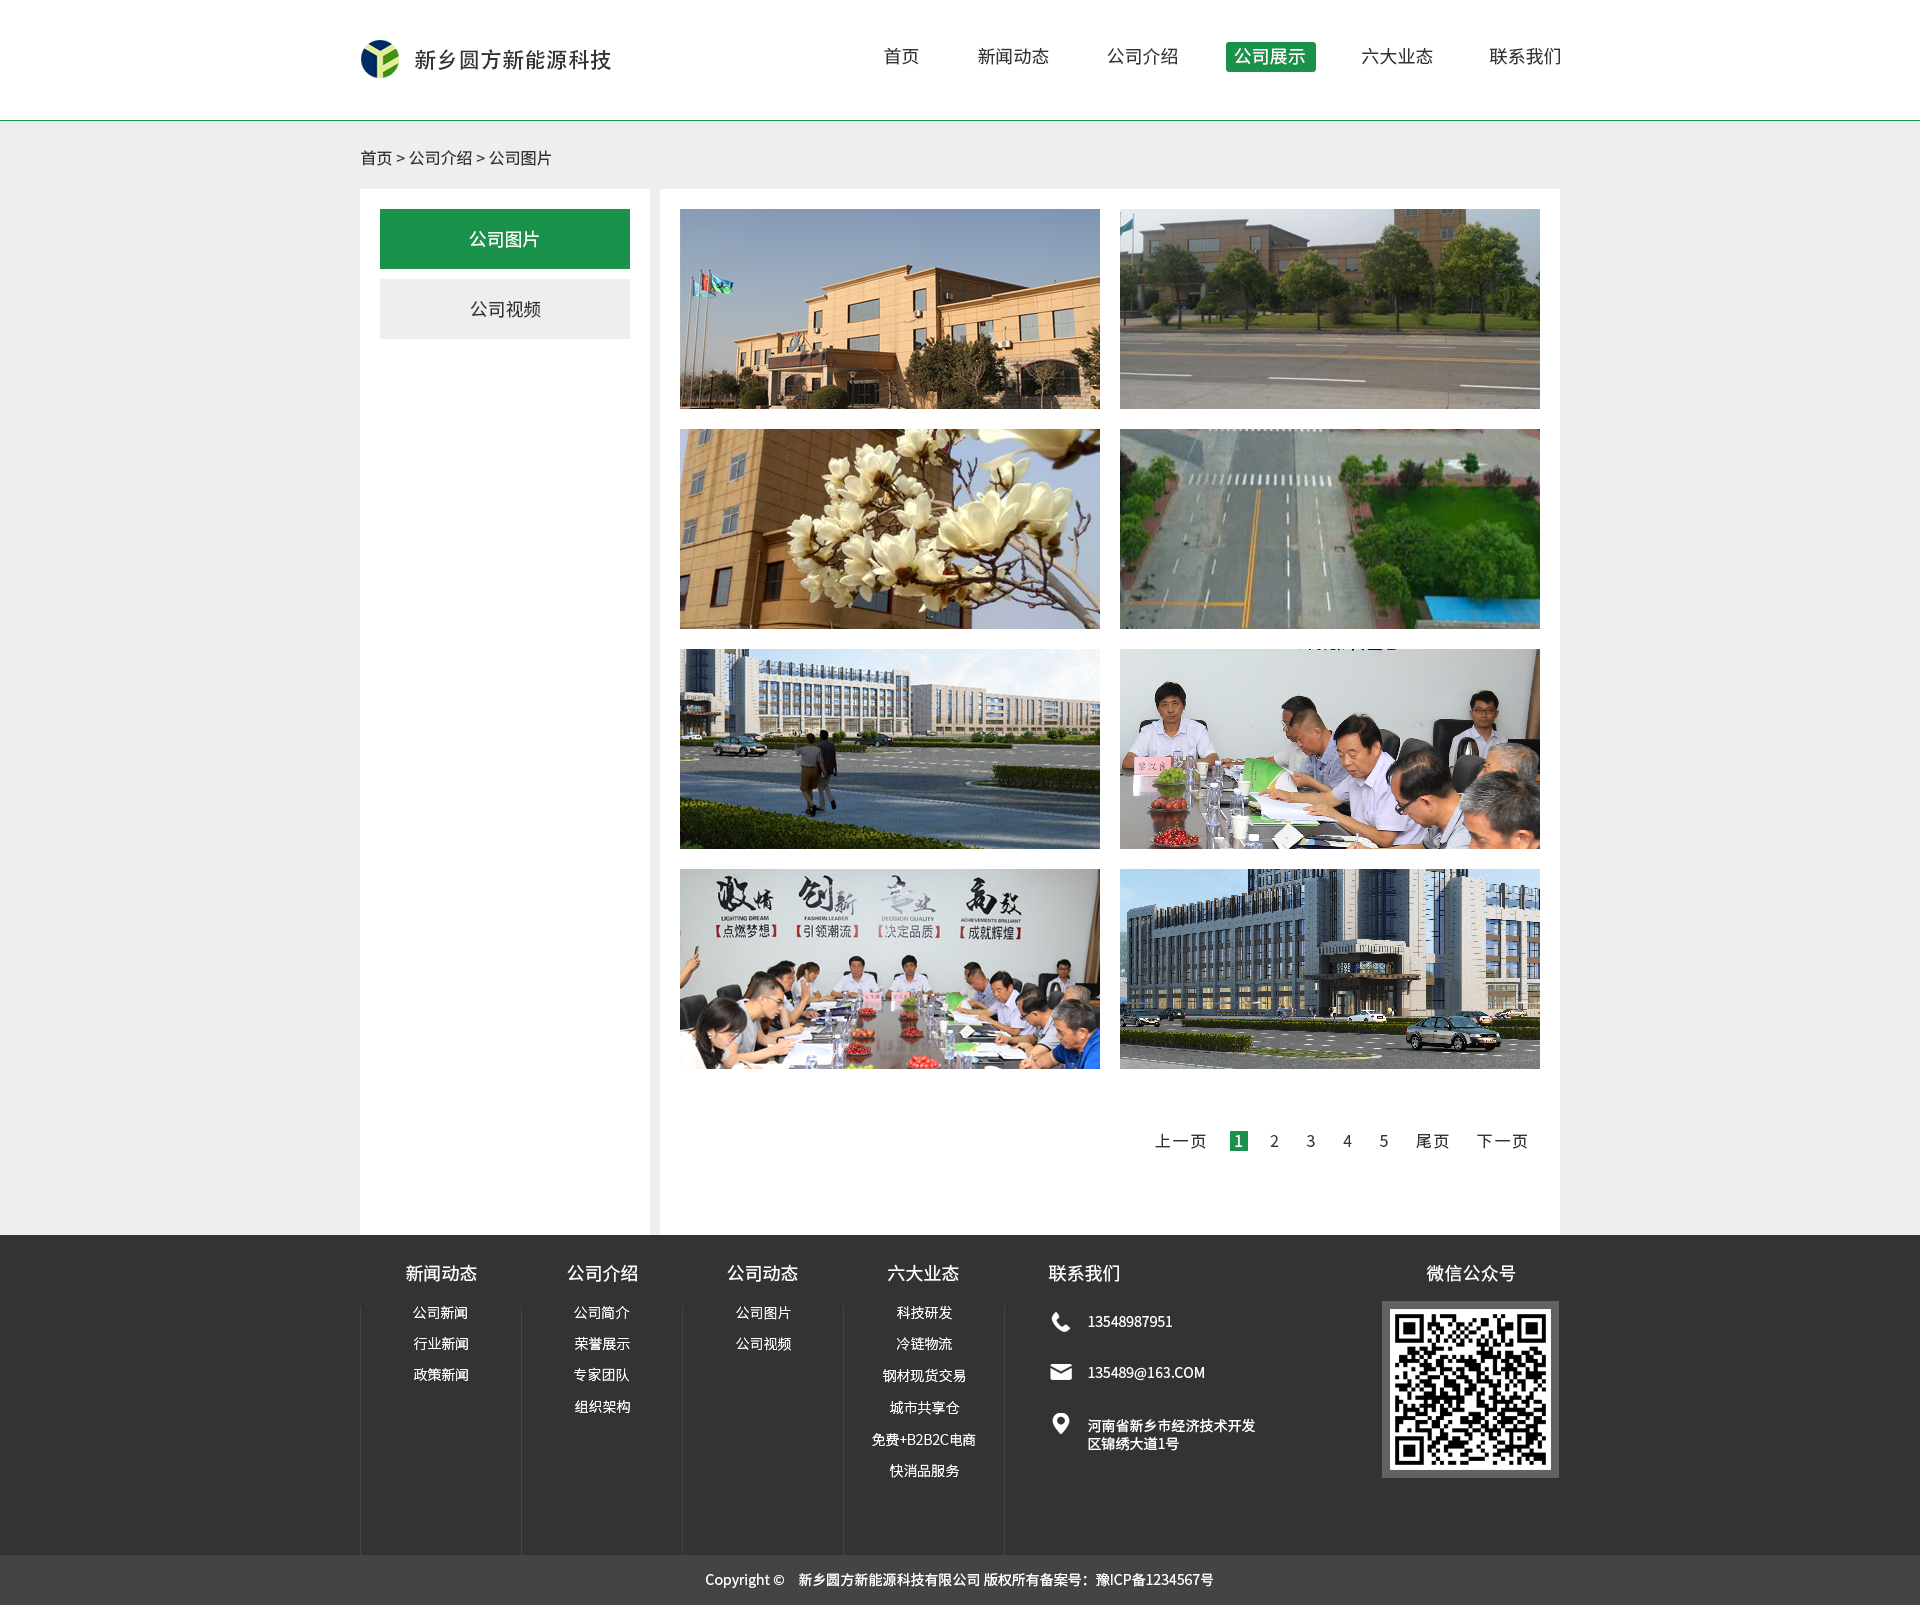 新乡圆方新能源科技
首页
新闻动态
公司介绍
公司展示
六大业态
联系我们
首页 > 公司介绍 > 公司图片
公司图片
公司视频
梁汉良
激情
创新
专业
高效
LIGHTING DREAM
FASHION LEADER
DECISION QUALITY
ACHIEVEMENTS BRILLIANT
【点燃梦想】
【引领潮流】
【决定品质】
【成就辉煌】
上一页
1
2
3
4
5
尾页
下一页
新闻动态
公司新闻
行业新闻
政策新闻
公司介绍
公司简介
荣誉展示
专家团队
组织架构
公司动态
公司图片
公司视频
六大业态
科技研发
冷链物流
钢材现货交易
城市共享仓
免费+B2B2C电商
快消品服务
联系我们
13548987951
135489@163.COM
河南省新乡市经济技术开发
区锦绣大道1号
微信公众号
Copyright © 新乡圆方新能源科技有限公司 版权所有备案号：豫ICP备1234567号